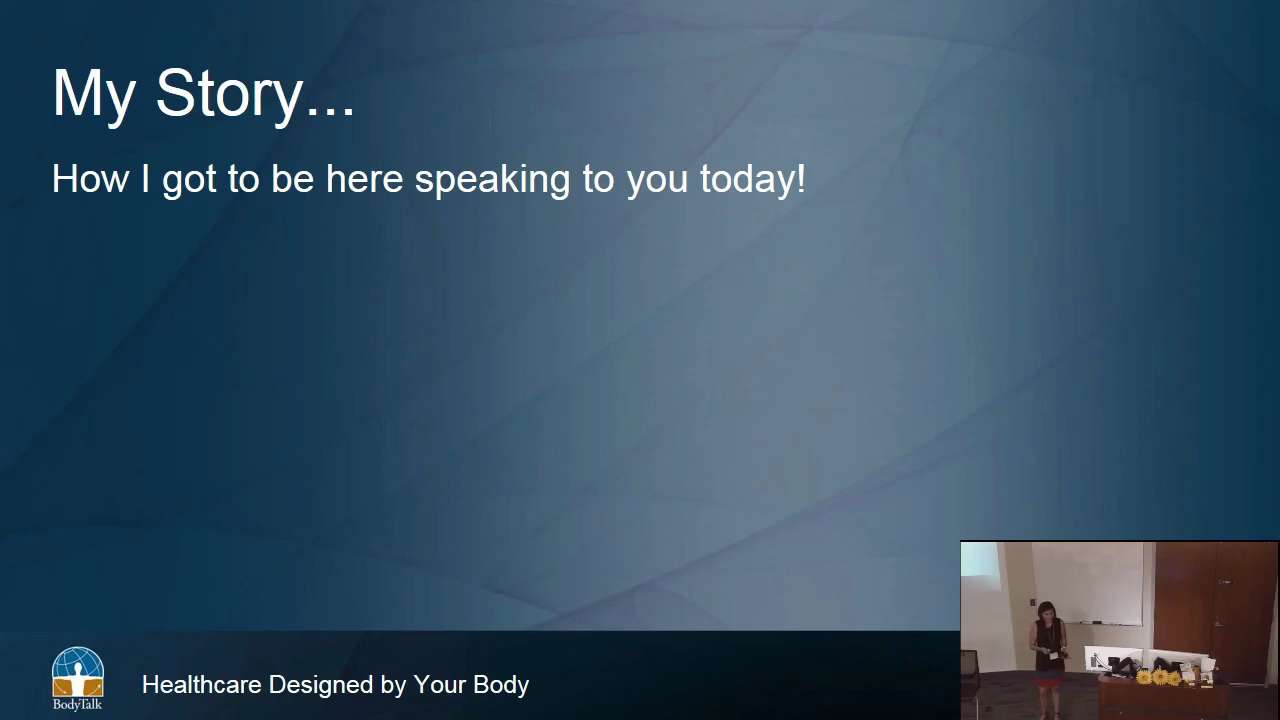 My Story...
How I got to be here speaking to you today!
BodyTalk
Healthcare Designed by Your Body